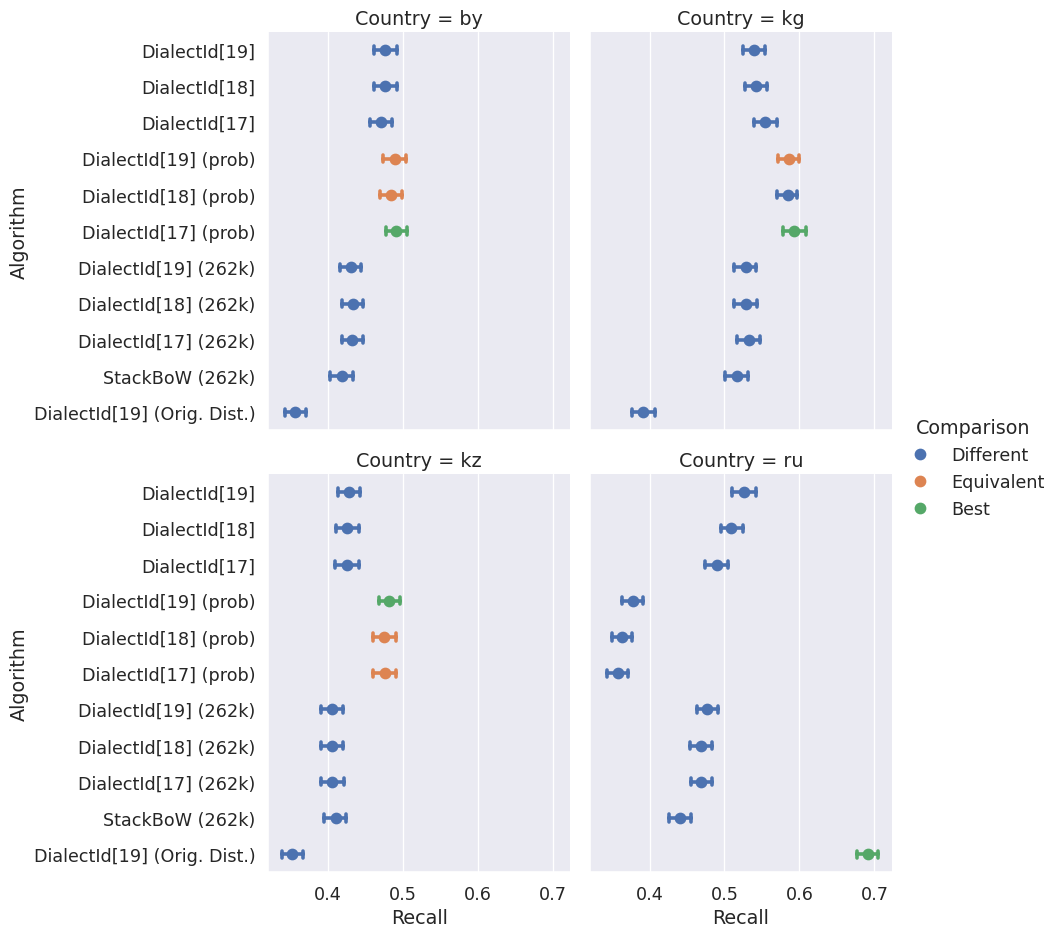 Country = by
Country = kg
Algorithm
DialectId[19]
DialectId[18]
DialectId[17]
DialectId[19] (prob)
DialectId[18] (prob)
DialectId[17] (prob)
DialectId[19] (262k)
DialectId[18] (262k)
DialectId[17] (262k)
StackBoW (262k)
DialectId[19] (Orig. Dist.)
Comparison
Different
Equivalent
Best
Country = kz
Country = ru
Algorithm
DialectId[19]
DialectId[18]
DialectId[17]
DialectId[19] (prob)
DialectId[18] (prob)
DialectId[17] (prob)
DialectId[19] (262k)
DialectId[18] (262k)
DialectId[17] (262k)
StackBoW (262k)
DialectId[19] (Orig. Dist.)
0.4 0.5 0.6 0.7
0.4 0.5 0.6 0.7
Recall
Recall